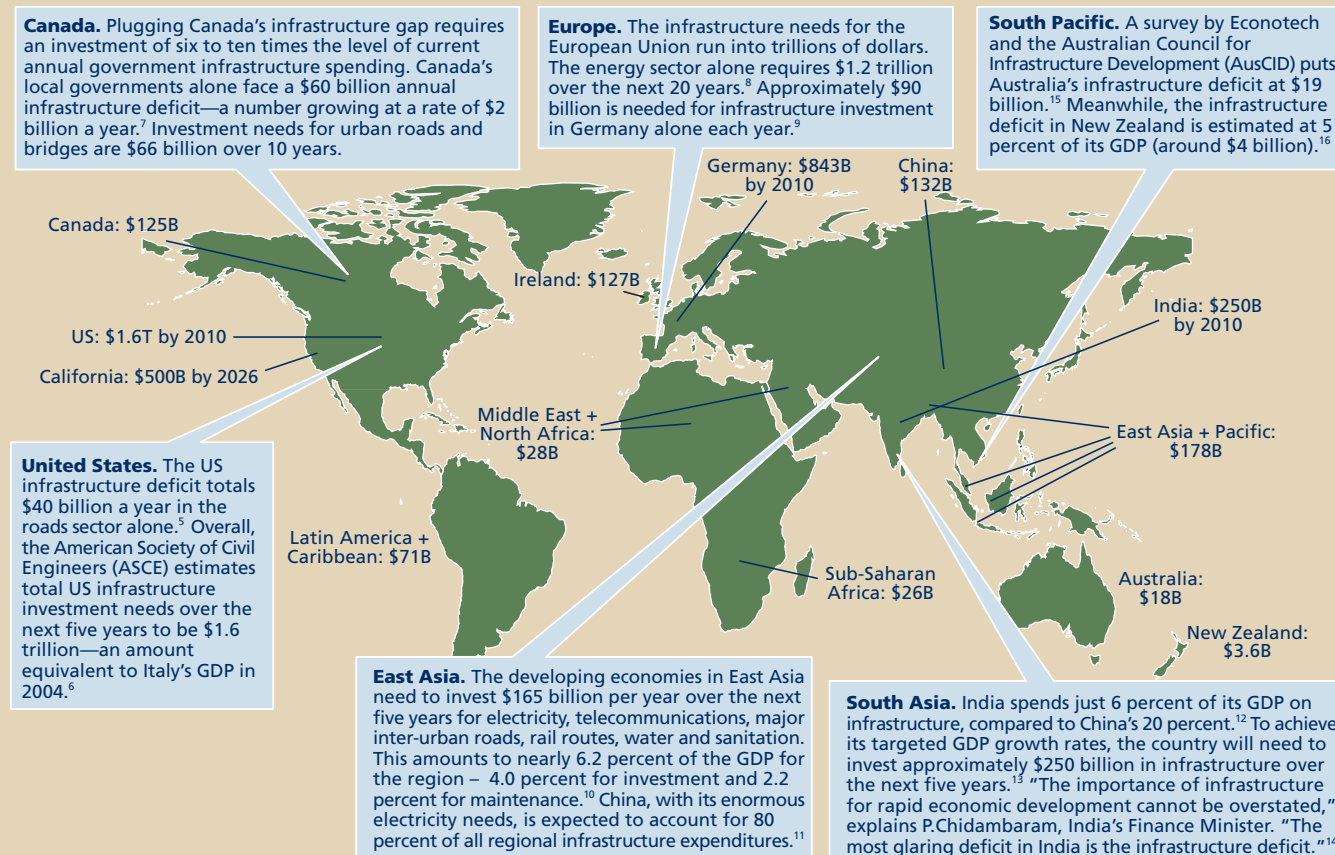 Canada. Plugging Canada’s infrastructure gap requires
an investment of six to ten times the level of current
annual government infrastructure spending. Canada’s
local governments alone face a $60 billion annual
infrastructure deficit—a number growing at a rate of $2
billion a year.7 Investment needs for urban roads and
bridges are $66 billion over 10 years.
Europe. The infrastructure needs for the
European Union run into trillions of dollars.
The energy sector alone requires $1.2 trillion
over the next 20 years.8 Approximately $90
billion is needed for infrastructure investment
in Germany alone each year.9
South Pacific. A survey by Econotech
and the Australian Council for
Infrastructure Development (AusCID) puts
Australia’s infrastructure deficit at $19
billion.15 Meanwhile, the infrastructure
deficit in New Zealand is estimated at 5
percent of its GDP (around $4 billion).16
Germany: $843B
by 2010
China:
$132B
Canada: $125B
Ireland: $127B
India: $250B
by 2010
US: $1.6T by 2010
California: $500B by 2026
Middle East +
North Africa:
$28B
East Asia + Pacific:
$178B
United States. The US
infrastructure deficit totals
$40 billion a year in the
roads sector alone.5 Overall,
the American Society of Civil
Engineers (ASCE) estimates
total US infrastructure
investment needs over the
next five years to be $1.6
trillion—an amount
equivalent to Italy’s GDP in
2004.6
Latin America +
Caribbean: $71B
Sub-Saharan
Africa: $26B
Australia:
$18B
New Zealand:
$3.6B
East Asia. The developing economies in East Asia
need to invest $165 billion per year over the next
five years for electricity, telecommunications, major
inter-urban roads, rail routes, water and sanitation.
This amounts to nearly 6.2 percent of the GDP for
the region – 4.0 percent for investment and 2.2
percent for maintenance.10 China, with its enormous
electricity needs, is expected to account for 80
percent of all regional infrastructure expenditures.11
South Asia. India spends just 6 percent of its GDP on
infrastructure, compared to China’s 20 percent.12 To achieve
its targeted GDP growth rates, the country will need to
invest approximately $250 billion in infrastructure over
the next five years.13 “The importance of infrastructure
for rapid economic development cannot be overstated,”
explains P.Chidambaram, India’s Finance Minister. “The
most glaring deficit in India is the infrastructure deficit.”14